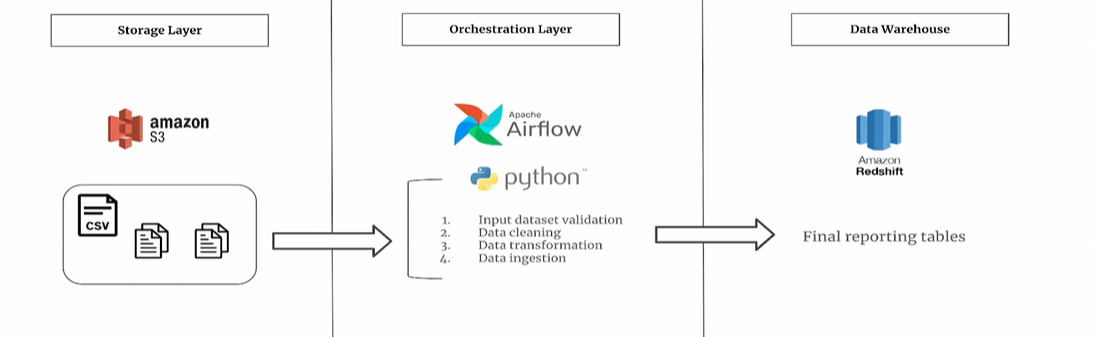 Storage Layer
Orchestration Layer
Data Warehouse
amazon
S3
CSV
Apache
Airflow
python™
1. Input dataset validation
2. Data cleaning
3. Data transformation
4. Data ingestion
Amazon
Redshift
Final reporting tables